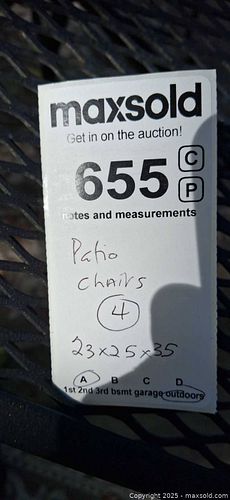 maxsold
Get in on the auction!
655 C
P
notes and measurements
Patio
chairs
4
23x25x35
A B C D
1st 2nd 3rd bsmt garage outdoors
Copyright © 2025 - maxsold.com